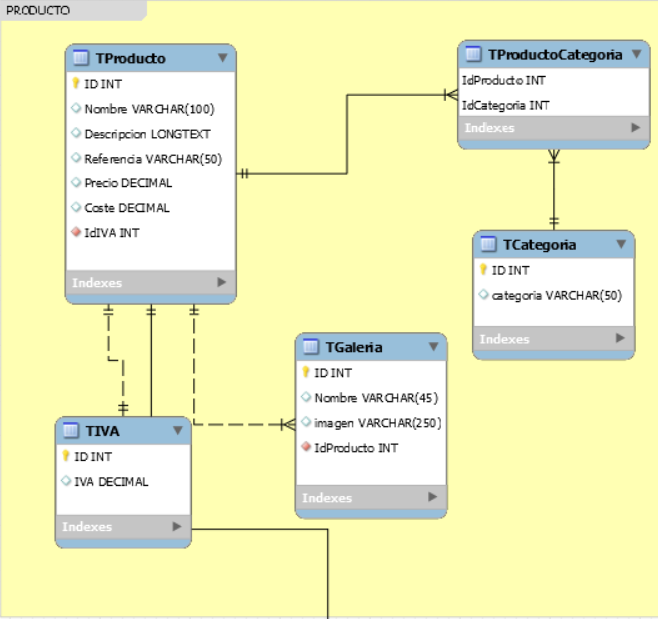 PRODUCTO
TProducto
ID INT
Nombre VARCHAR(100)
Descripcion LONGTEXT
Referencia VARCHAR(50)
Precio DECIMAL
Coste DECIMAL
IdIVA INT
Indexes
TProductoCategoria
IdProducto INT
IdCategoria INT
Indexes
TCategoria
ID INT
categoria VARCHAR(50)
Indexes
TGaleria
ID INT
Nombre VARCHAR(45)
imagen VARCHAR(250)
IdProducto INT
Indexes
TIVA
ID INT
IVA DECIMAL
Indexes